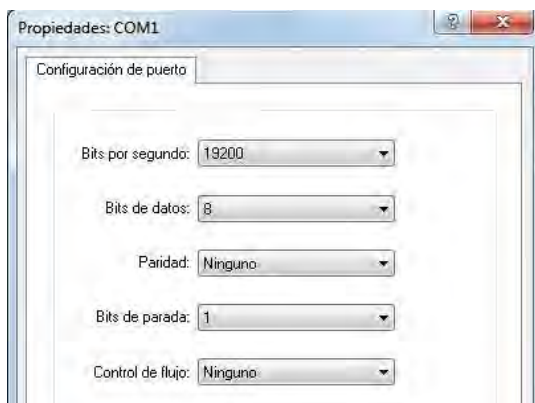 Propiedades: COM1
Configuración de puerto
Bits por segundo: 19200
Bits de datos: 8
Paridad: Ninguno
Bits de parada: 1
Control de flujo: Ninguno